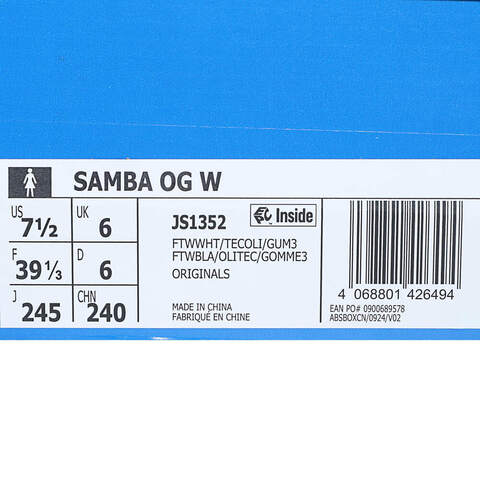 SAMBA OG W
US 7½ UK 6
F 39⅓ D 6
J 245 CHN 240
JS1352 Inside
FTWWHT/TECOLI/GUM3
FTWBLA/OLITEC/GOMME3
ORIGINALS
MADE IN CHINA
FABRIQUÉ EN CHINE
4 068801 426494
EAN PO# 0900689578
ABSBOXCN/0924/V02